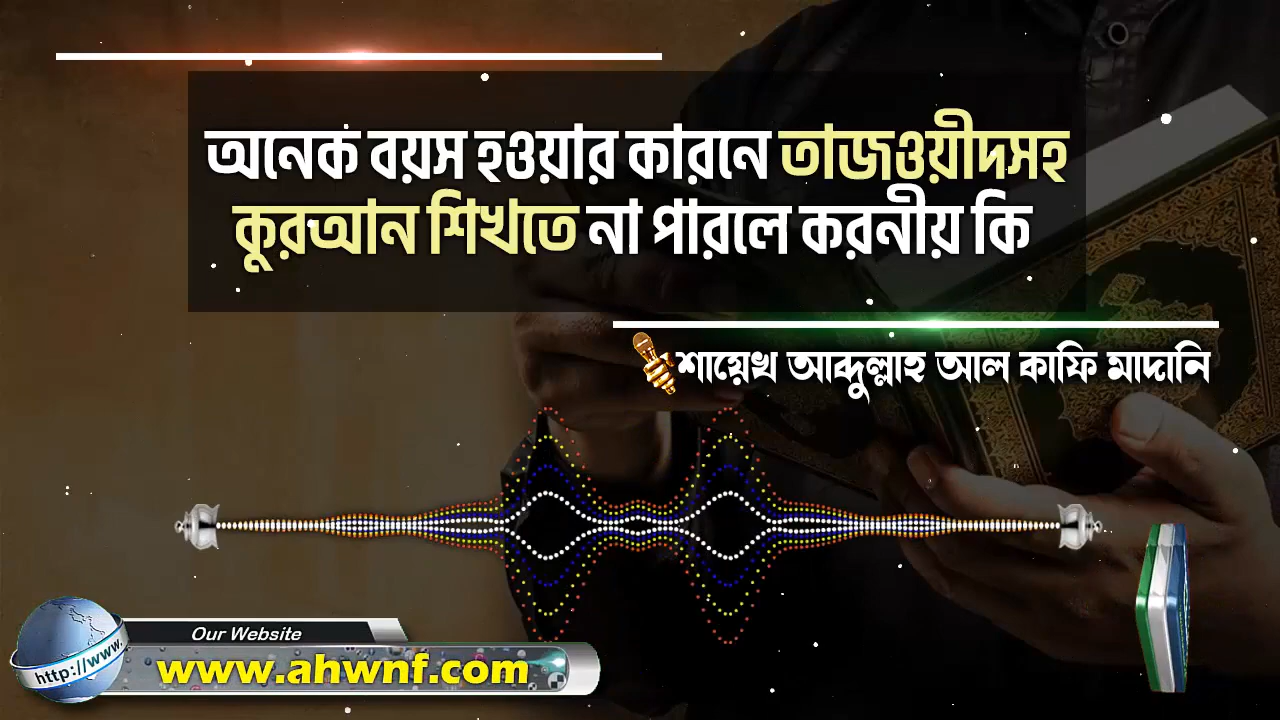 অনেক বয়স হওয়ার কারনে তাজওয়ীদসহ
কুরআন শিখতে না পারলে করনীয় কি
শায়েখ আব্দুল্লাহ আল কাফি মাদানি
Our Website
http://www.
www.ahwnf.com